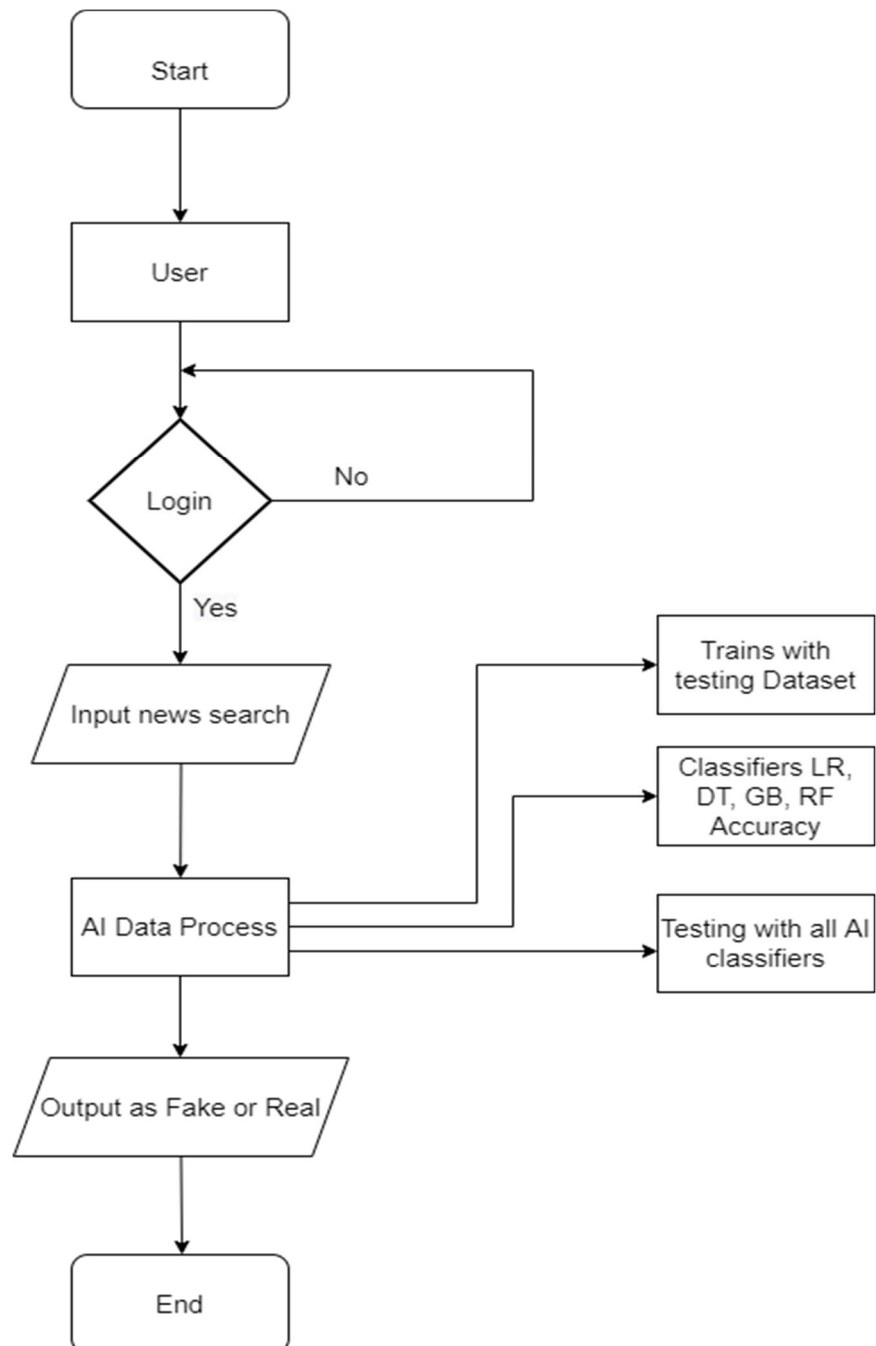 Start
User
Login
No
Yes
Input news search
Trains with
testing Dataset
Classifiers LR,
DT, GB, RF
Accuracy
AI Data Process
Testing with all AI
classifiers
Output as Fake or Real
End